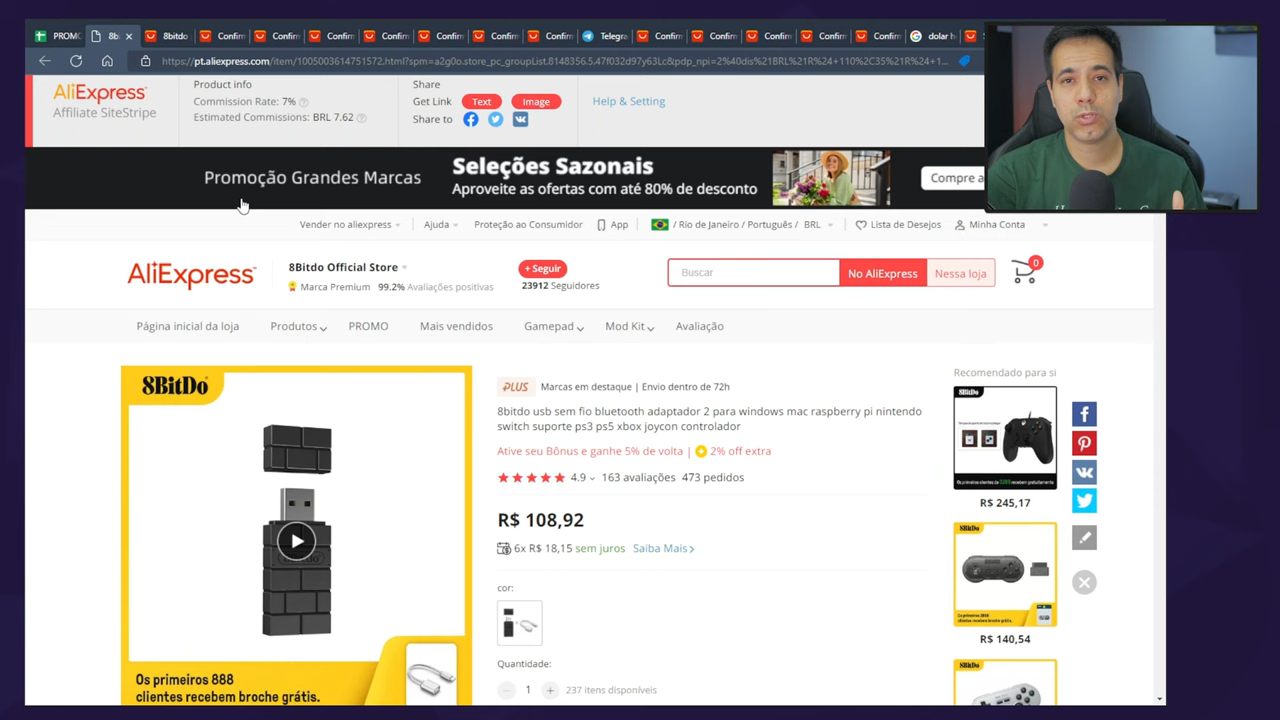 PROMO
8b
8bitdo
Confirm
Confirm
Confirm
Confirm
Confirm
Confirm
Confirm
Telegra
Confirm
Confirm
Confirm
Confirm
Confirm
dolar h
https://pt.aliexpress.com/item/1005003614751572.html?spm=a2g0o.store_pc_groupList.8148356.5.47f032d97y63Lc&pdp_npi=2%40dis%21BRL%21R%24+110%2C35%21R%24+1...
AliExpress
Affiliate SiteStripe
Product info
Commission Rate: 7%
Estimated Commissions: BRL 7.62
Share
Get Link Text Image
Share to
Help & Setting
Promoção Grandes Marcas
Seleções Sazonais
Aproveite as ofertas com até 80% de desconto
Compre a
Vender no aliexpress
Ajuda
Proteção ao Consumidor
App
/ Rio de Janeiro / Português / BRL
Lista de Desejos
Minha Conta
AliExpress
8Bitdo Official Store
Marca Premium 99.2% Avaliações positivas
+ Seguir
23912 Seguidores
Buscar
No AliExpress
Nessa loja
0
Página inicial da loja
Produtos
PROMO
Mais vendidos
Gamepad
Mod Kit
Avaliação
8BitDo
Os primeiros 888
clientes recebem broche grátis.
PLUS Marcas em destaque | Envio dentro de 72h
8bitdo usb sem fio bluetooth adaptador 2 para windows mac raspberry pi nintendo
switch suporte ps3 ps5 xbox joycon controlador
Ative seu Bônus e ganhe 5% de volta | 2% off extra
4.9 163 avaliações 473 pedidos
R$ 108,92
6x R$ 18,15 sem juros Saiba Mais
cor:
Quantidade:
1 + 237 itens disponíveis
Recomendado para si
8BitDo
R$ 245,17
8BitDo
Os primeiros 888
clientes recebem broche grátis.
R$ 140,54
8BitDo